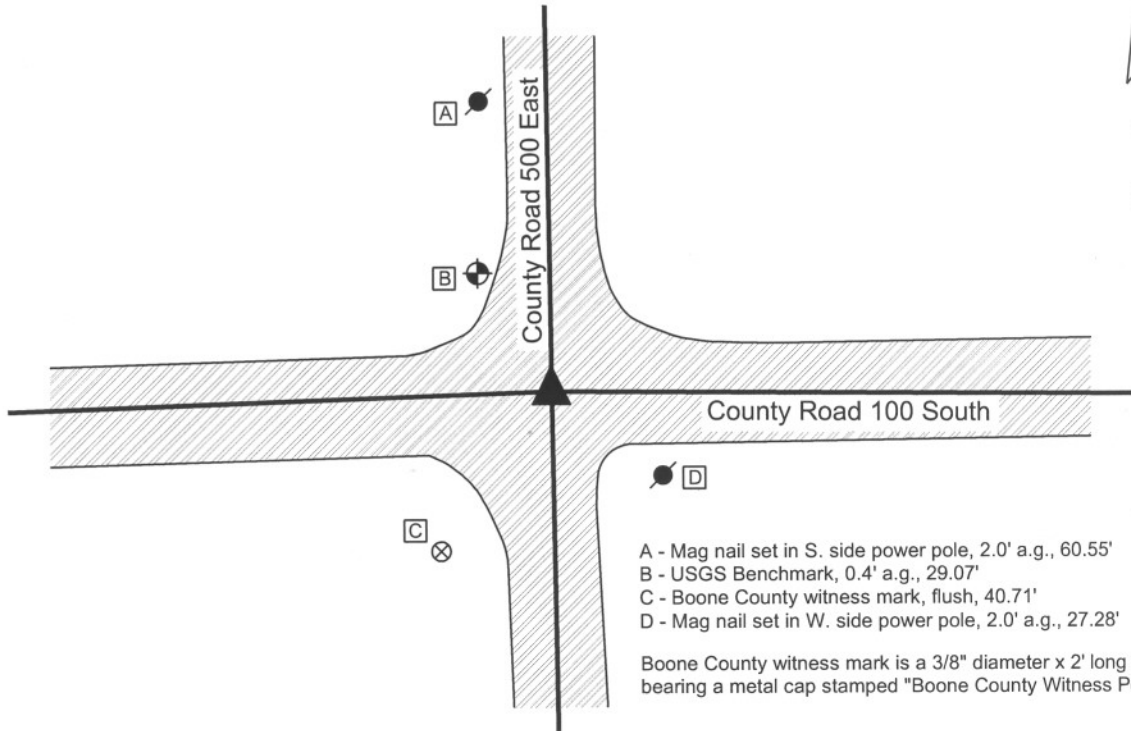 A
County Road 500 East
B
County Road 100 South
C
D
A - Mag nail set in S. side power pole, 2.0' a.g., 60.55'
B - USGS Benchmark, 0.4' a.g., 29.07'
C - Boone County witness mark, flush, 40.71'
D - Mag nail set in W. side power pole, 2.0' a.g., 27.28'
Boone County witness mark is a 3/8" diameter x 2' long
bearing a metal cap stamped "Boone County Witness P